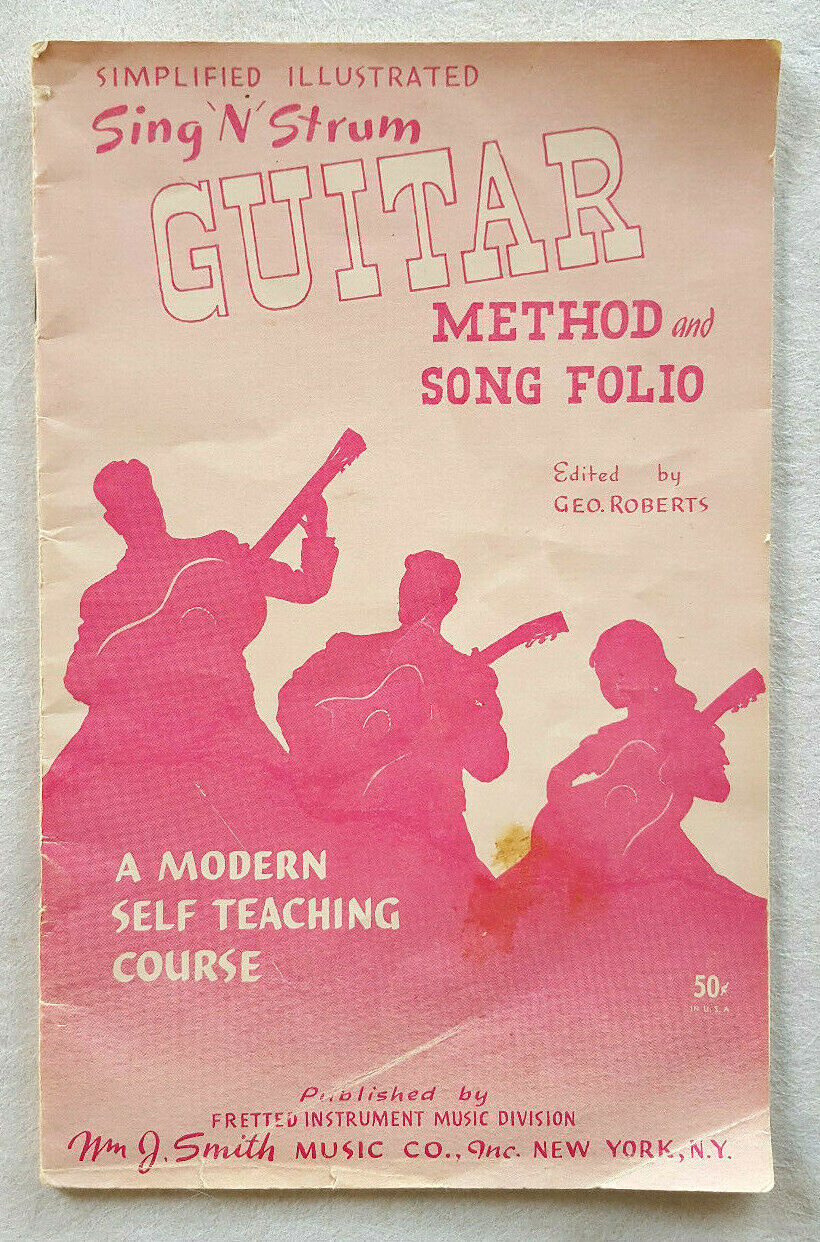 SIMPLIFIED ILLUSTRATED
Sing 'N' Strum
GUITAR
METHOD and
SONG FOLIO
Edited by
GEO. ROBERTS
A MODERN
SELF TEACHING
COURSE
50¢
IN U.S.A
Published by
FRETTED INSTRUMENT MUSIC DIVISION
Wm J. Smith MUSIC CO., Inc. NEW YORK, N.Y.